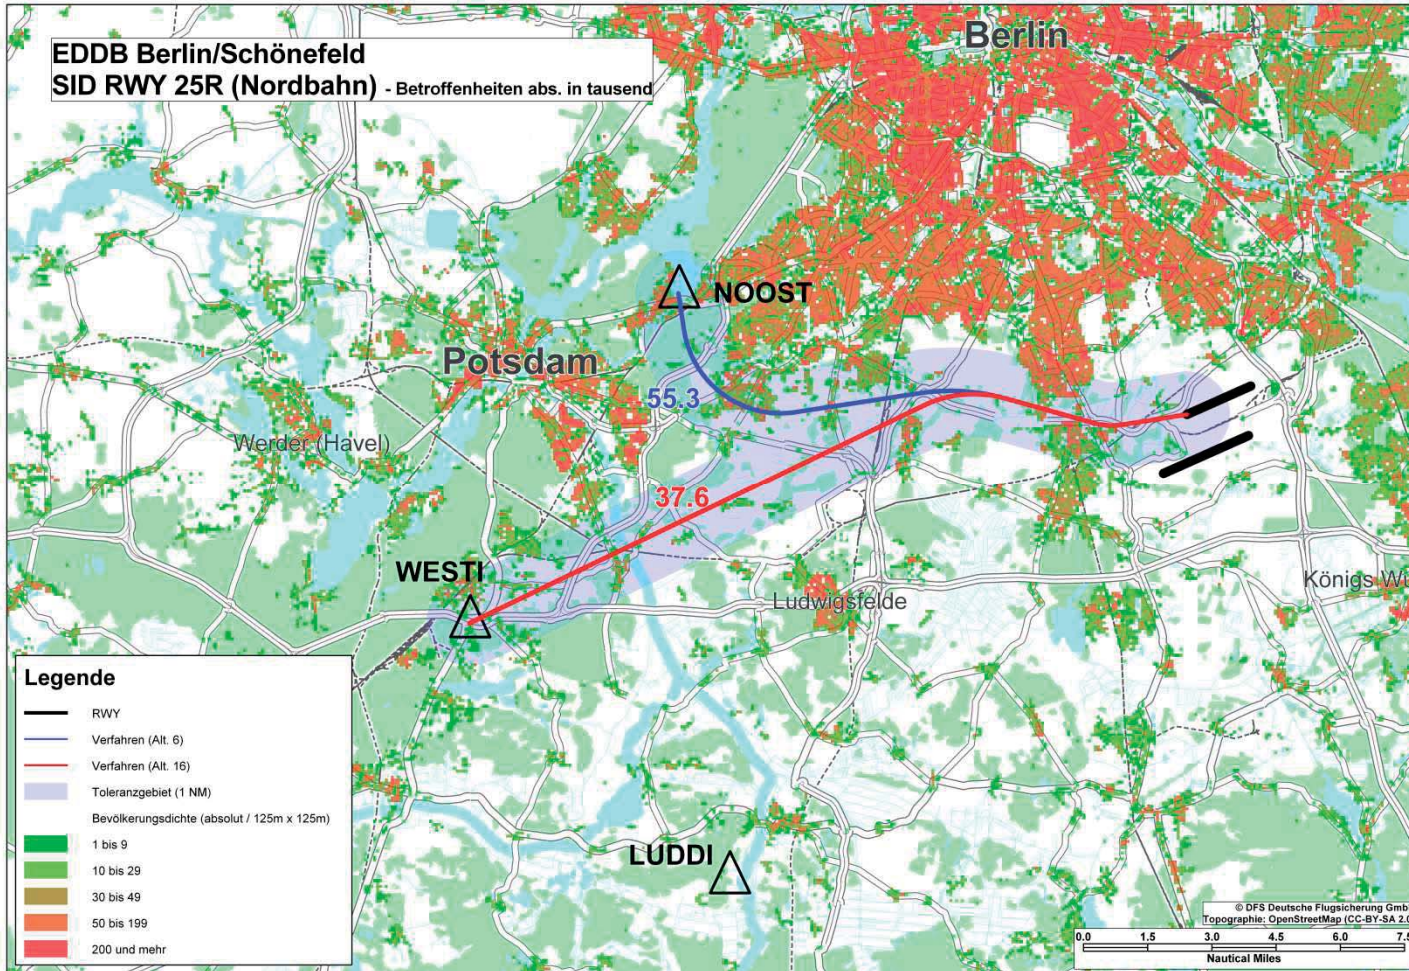 EDDB Berlin/Schönefeld
SID RWY 25R (Nordbahn) - Betroffenheiten abs. in tausend
Berlin
NOOST
Potsdam
55.3
Werder (Havel)
37.6
WESTI
Ludwigsfelde
Königs Wu
LUDDI
Legende
RWY
Verfahren (Alt. 6)
Verfahren (Alt. 16)
Toleranzgebiet (1 NM)
Bevölkerungsdichte (absolut / 125m x 125m)
1 bis 9
10 bis 29
30 bis 49
50 bis 199
200 und mehr
© DFS Deutsche Flugsicherung Gmb
Topographie: OpenStreetMap (CC-BY-SA 2.0
0.0 1.5 3.0 4.5 6.0 7.5
Nautical Miles